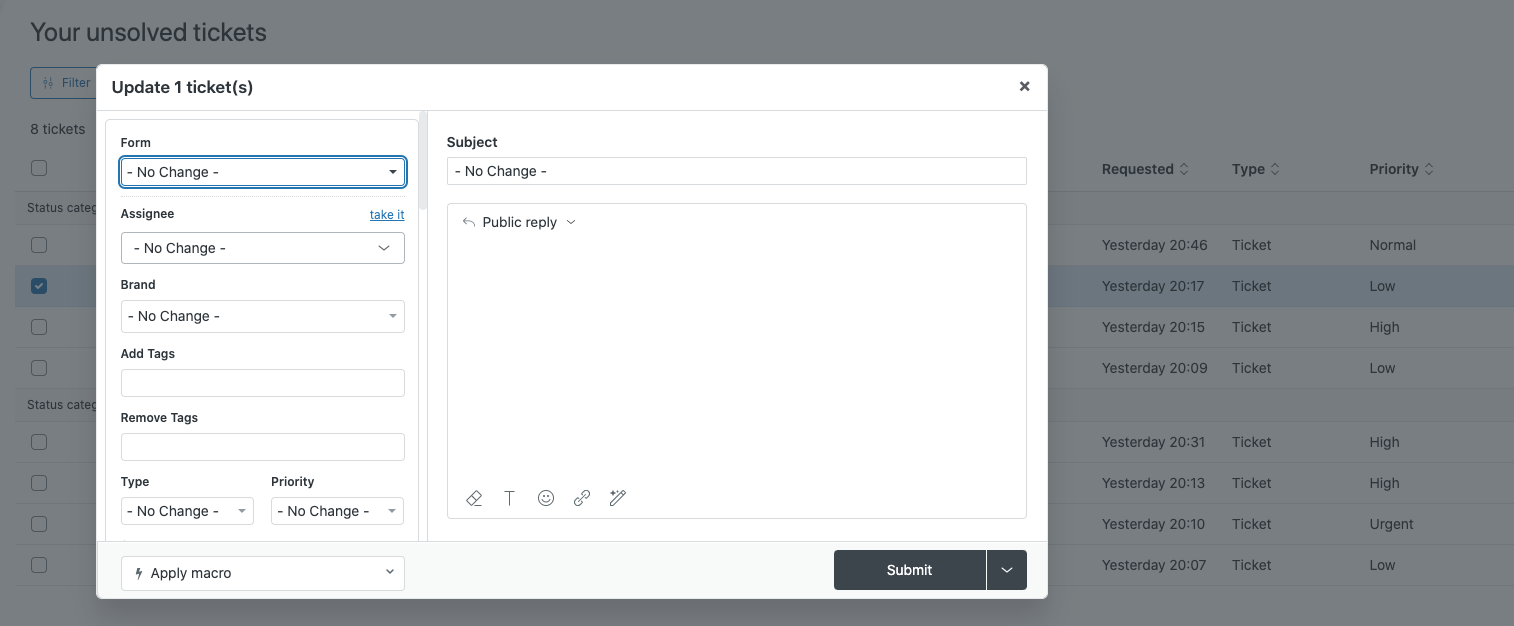 Your unsolved tickets
Filter
8 tickets
Update 1 ticket(s)
Form
- No Change -
Assignee
take it
- No Change -
Brand
- No Change -
Add Tags
Remove Tags
Type
Priority
- No Change -
- No Change -
Apply macro
Subject
- No Change -
Public reply
Submit
Requested
Type
Priority
Status categ
Yesterday 20:46
Ticket
Normal
Yesterday 20:17
Ticket
Low
Yesterday 20:15
Ticket
High
Yesterday 20:09
Ticket
Low
Status categ
Yesterday 20:31
Ticket
High
Yesterday 20:13
Ticket
High
Yesterday 20:10
Ticket
Urgent
Yesterday 20:07
Ticket
Low